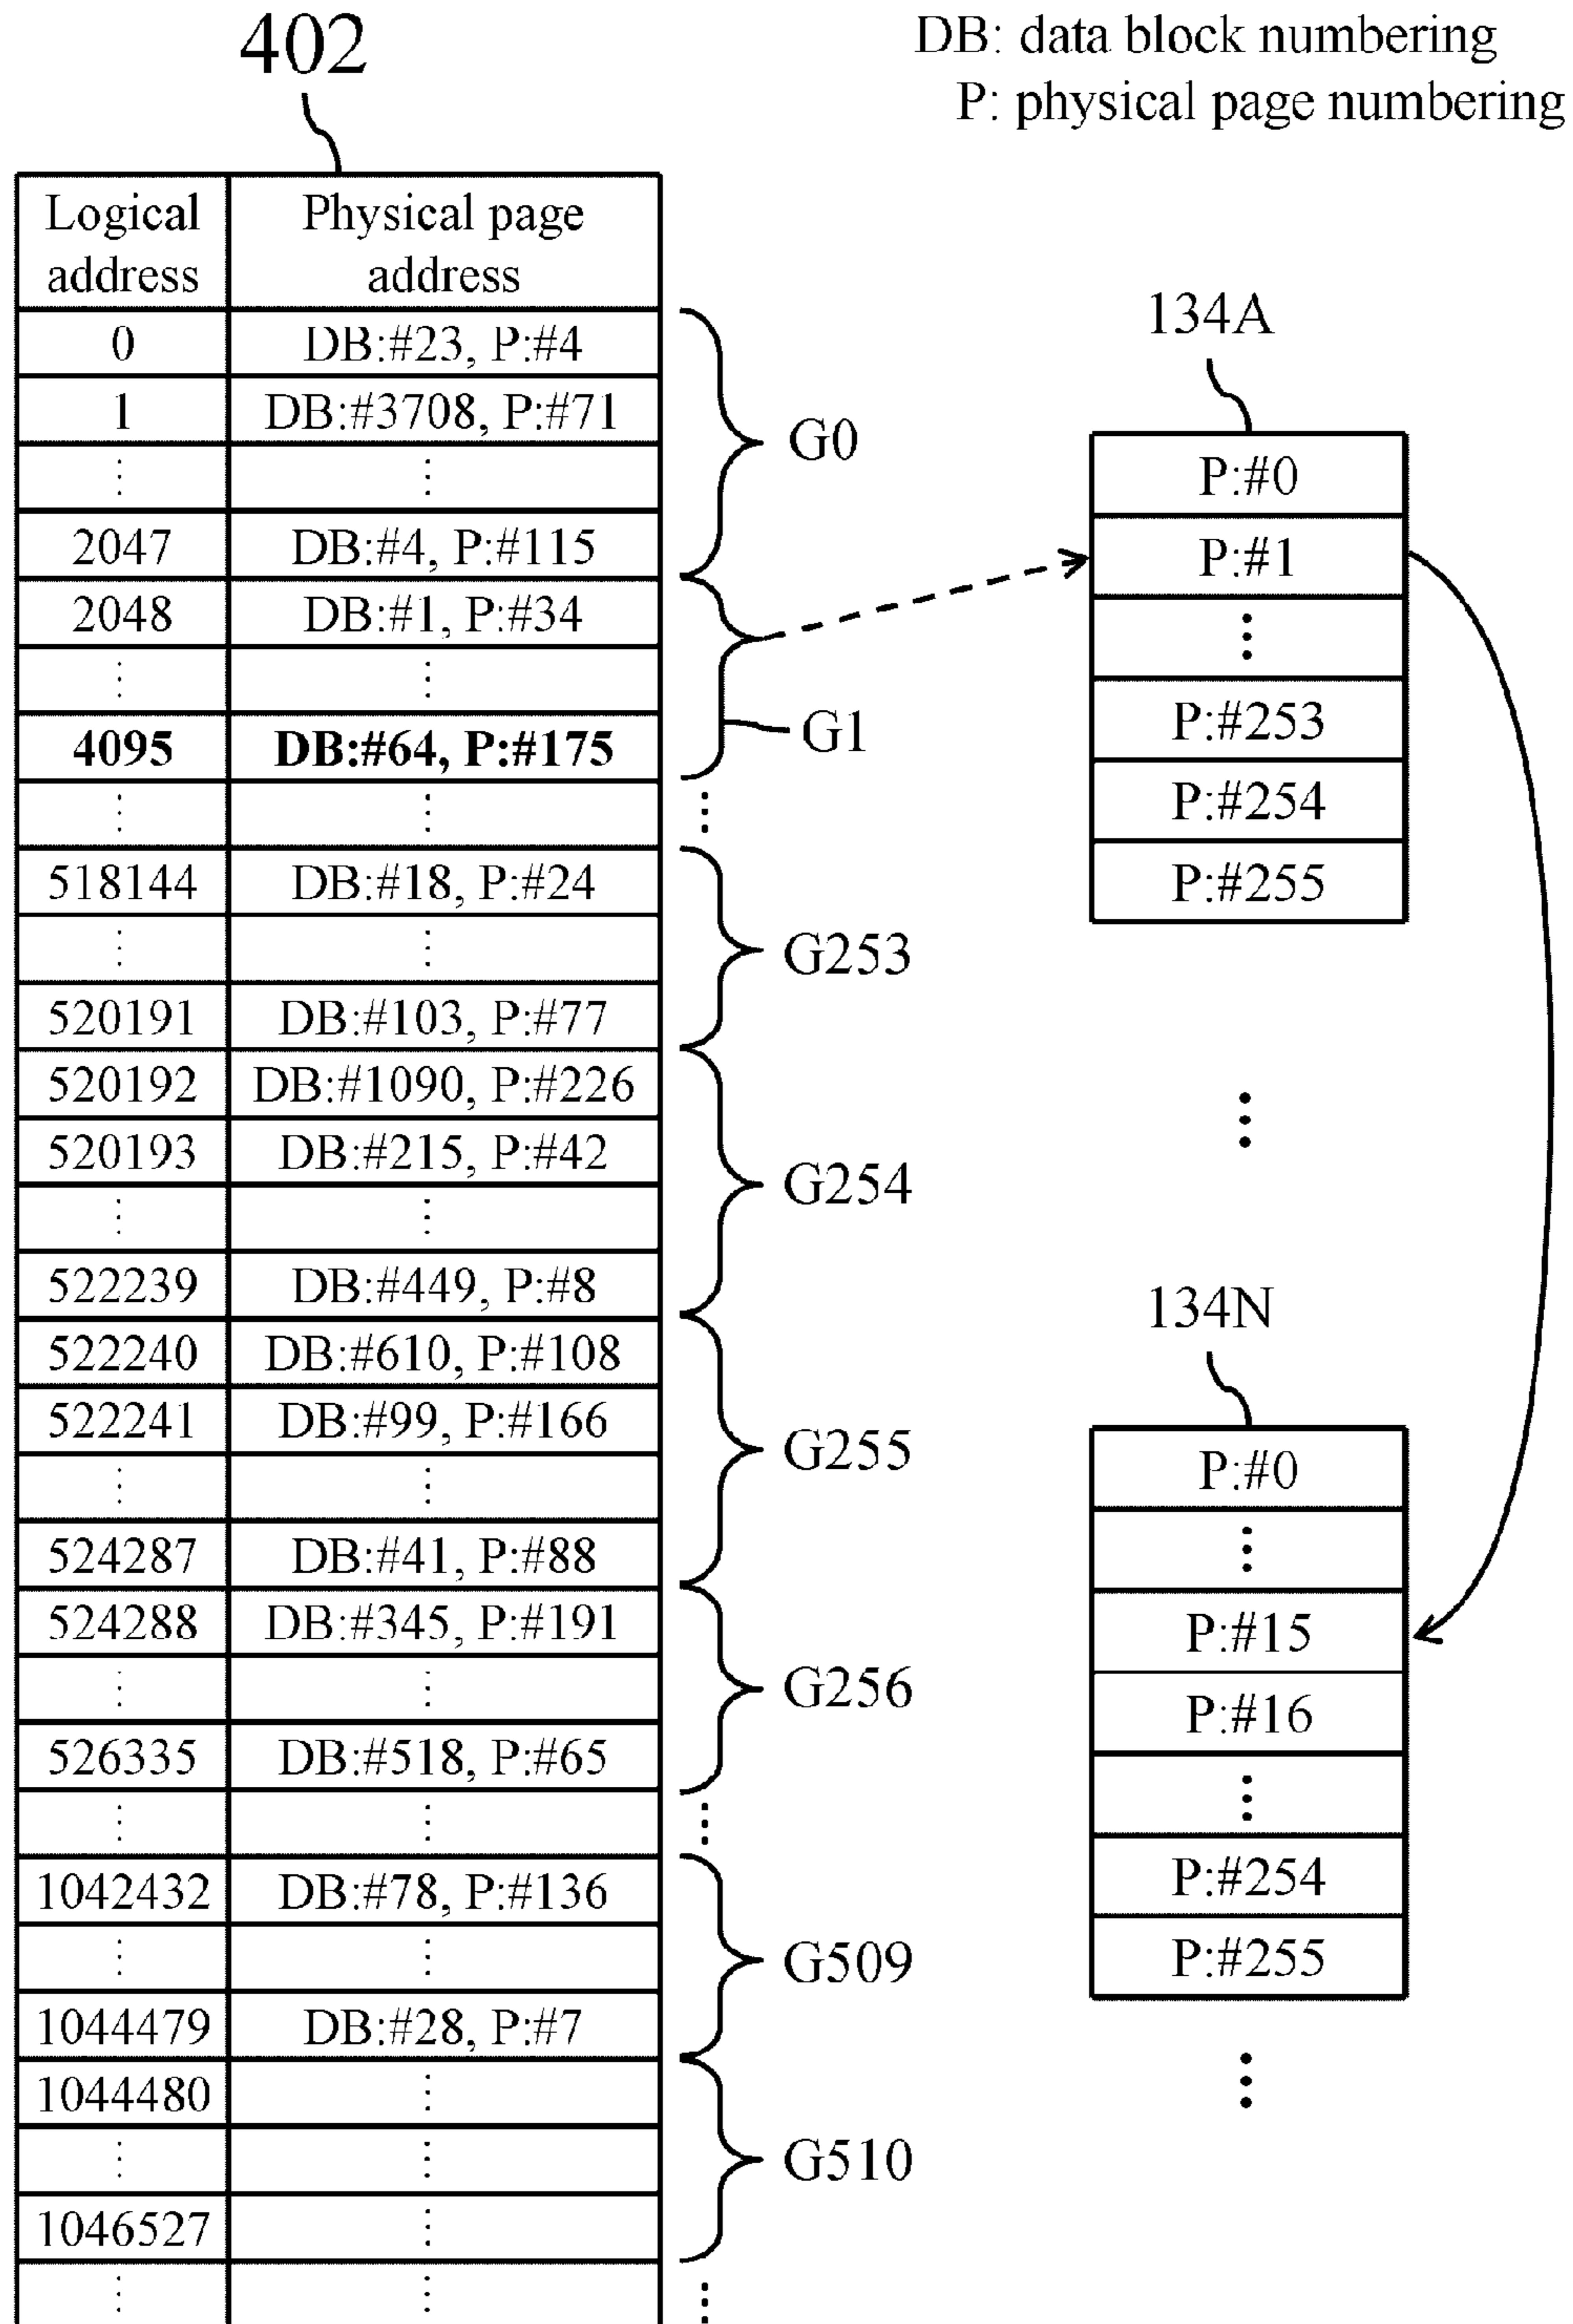 402
DB: data block numbering
P: physical page numbering
Logical address Physical page address
0 DB:#23, P:#4
1 DB:#3708, P:#71
⋮ ⋮
2047 DB:#4, P:#115
G0
2048 DB:#1, P:#34
⋮ ⋮
4095 DB:#64, P:#175
G1
⋮ ⋮ ⋮
518144 DB:#18, P:#24
⋮ ⋮
520191 DB:#103, P:#77
G253
520192 DB:#1090, P:#226
520193 DB:#215, P:#42
⋮ ⋮
522239 DB:#449, P:#8
G254
522240 DB:#610, P:#108
522241 DB:#99, P:#166
⋮ ⋮
524287 DB:#41, P:#88
G255
524288 DB:#345, P:#191
⋮ ⋮
526335 DB:#518, P:#65
G256
⋮ ⋮ ⋮
1042432 DB:#78, P:#136
⋮ ⋮
1044479 DB:#28, P:#7
G509
1044480 ⋮
⋮ ⋮
1046527 ⋮
G510
⋮ ⋮ ⋮
134A
P:#0
P:#1
⋮
P:#253
P:#254
P:#255
⋮
134N
P:#0
⋮
P:#15
P:#16
⋮
P:#254
P:#255
⋮